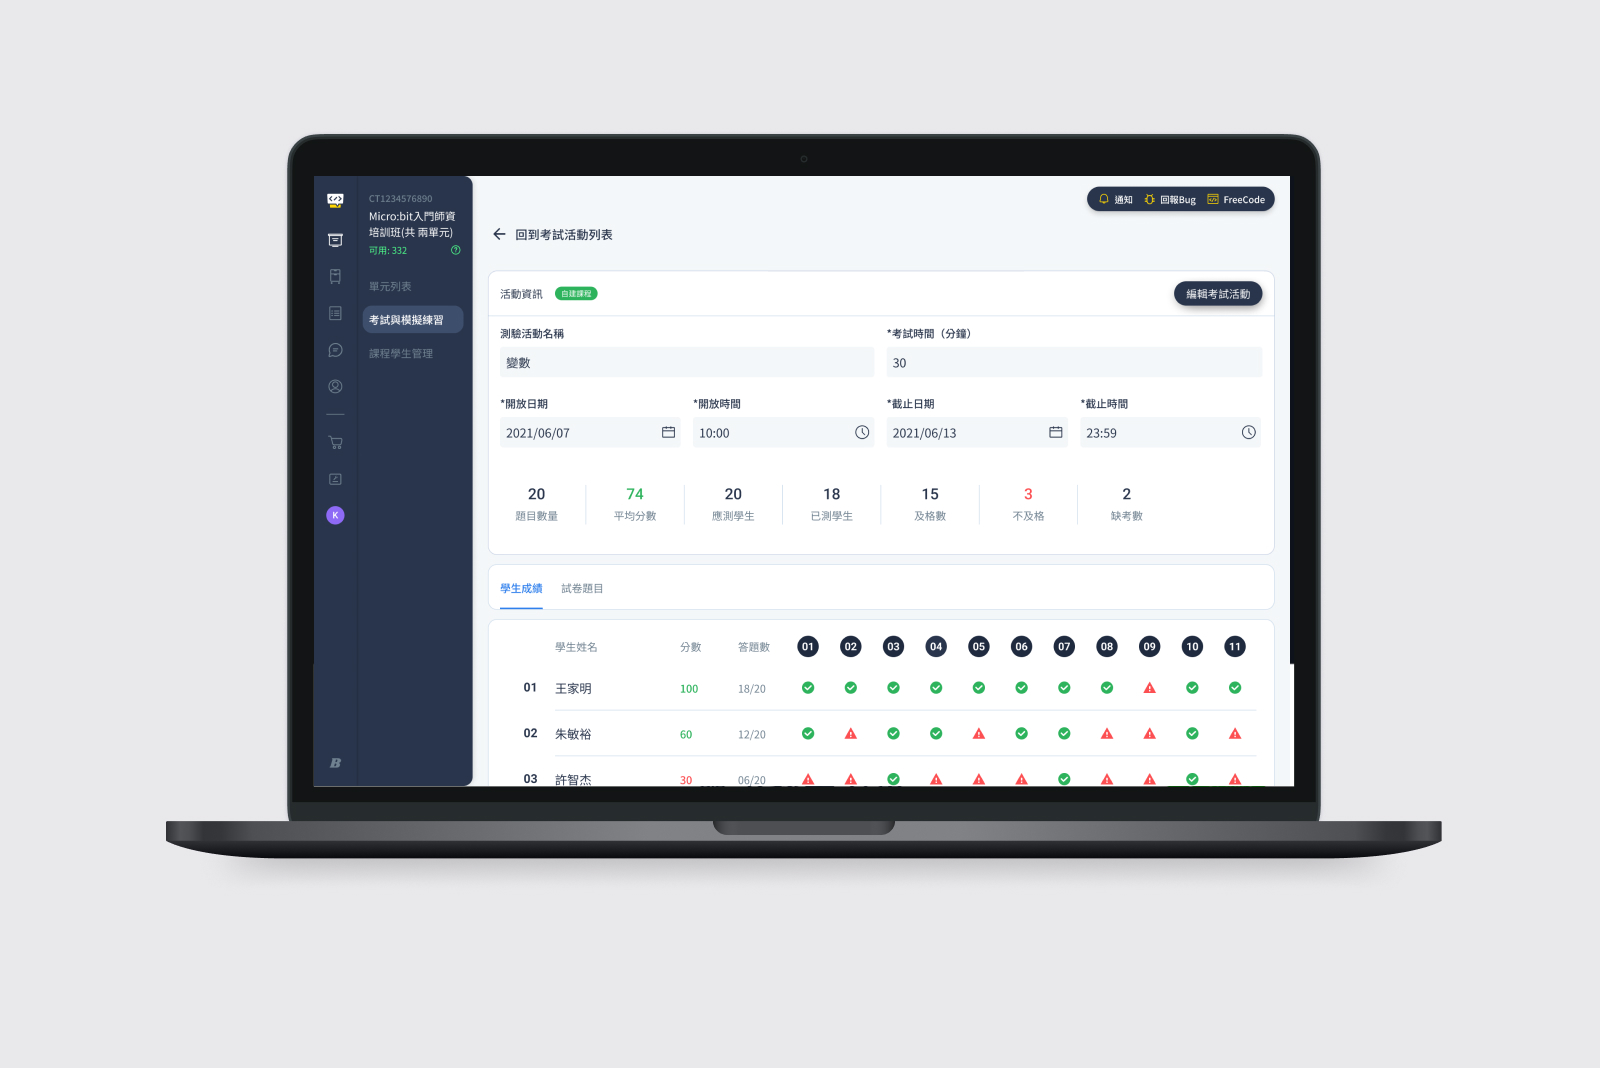 CT1234576890
Micro:bit入門師資
培訓班(共 兩單元)
可用: 332
單元列表
考試與模擬練習
課程學生管理
K
B
通知 回報Bug FreeCode
回到考試活動列表
活動資訊 自建課程 編輯考試活動
測驗活動名稱 *考試時間（分鐘）
變數 30
*開放日期 *開放時間 *截止日期 *截止時間
2021/06/07 10:00 2021/06/13 23:59
20 74 20 18 15 3 2
題目數量 平均分數 應測學生 已測學生 及格數 不及格 缺考數
學生成績 試卷題目
學生姓名 分數 答題數 01 02 03 04 05 06 07 08 09 10 11
01 王家明 100 18/20
02 朱敏裕 60 12/20
03 許智杰 30 06/20